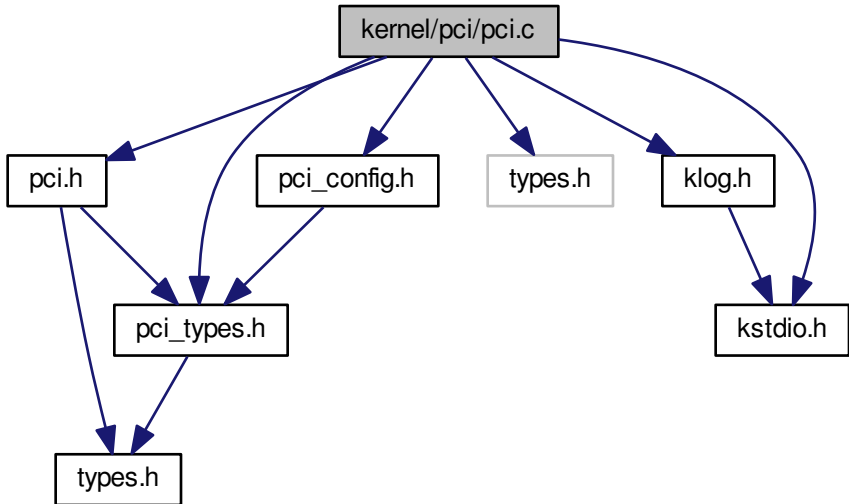 kernel/pci/pci.c
pci.h
pci_config.h
types.h
klog.h
pci_types.h
kstdio.h
types.h